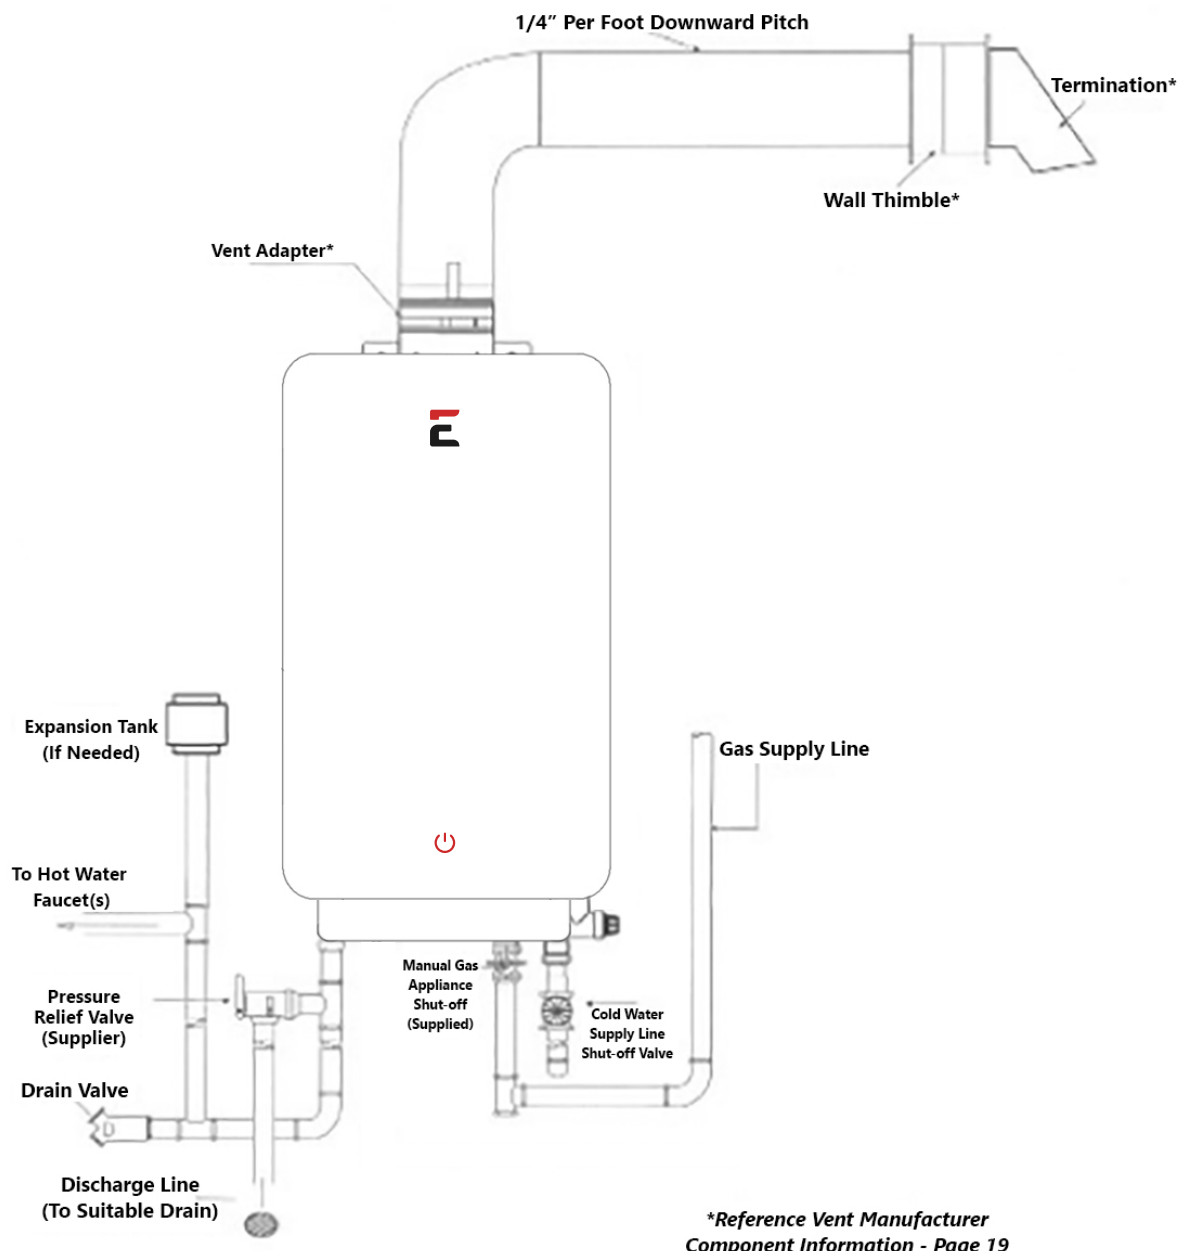 1/4” Per Foot Downward Pitch
Termination*
Wall Thimble*
Vent Adapter*
E
Expansion Tank
(If Needed)
Gas Supply Line
To Hot Water
Faucet(s)
Manual Gas
Appliance
Shut-off
(Supplied)
Pressure
Relief Valve
(Supplier)
Cold Water
Supply Line
Shut-off Valve
Drain Valve
Discharge Line
(To Suitable Drain)
*Reference Vent Manufacturer
Component Information - Page 19